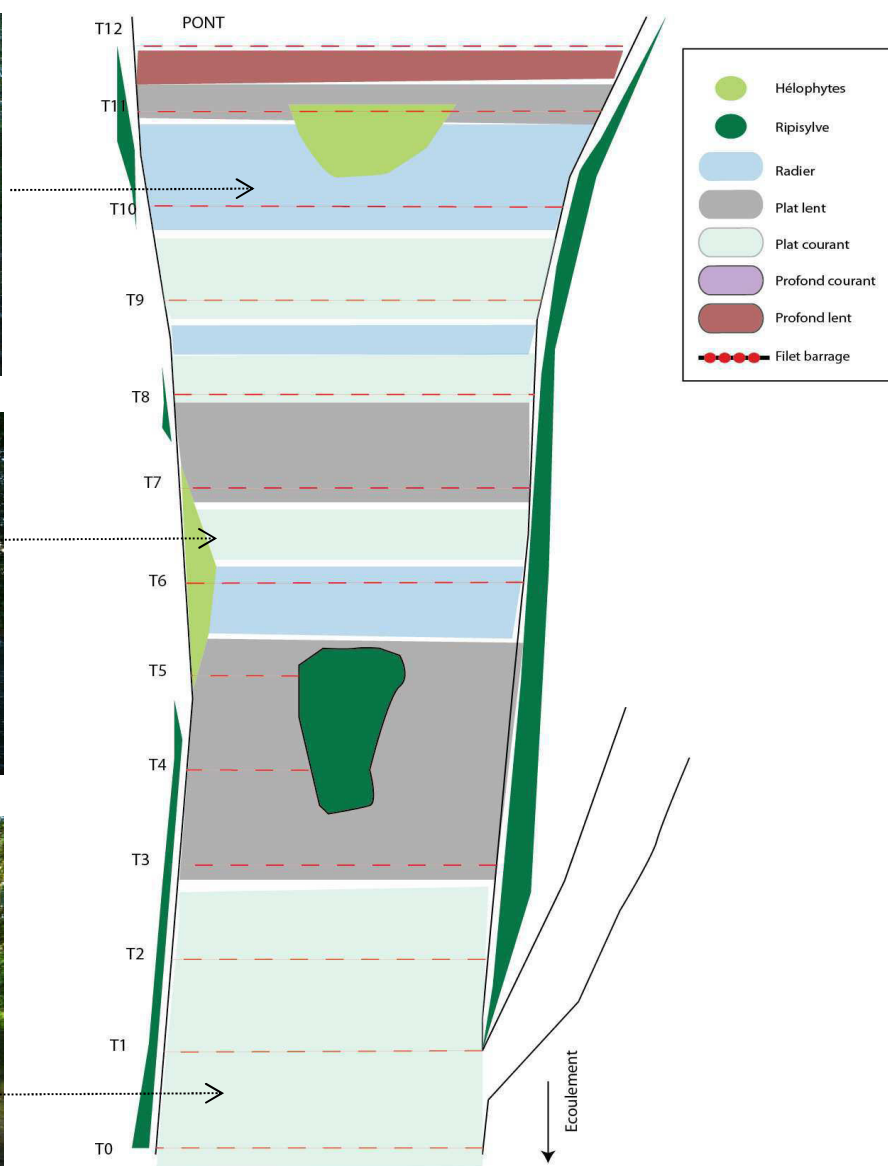 PONT
T12
T11
T10
T9
T8
T7
T6
T5
T4
T3
T2
T1
T0
Hélophytes
Ripisylve
Radier
Plat lent
Plat courant
Profond courant
Profond lent
Filet barrage
Ecoulement